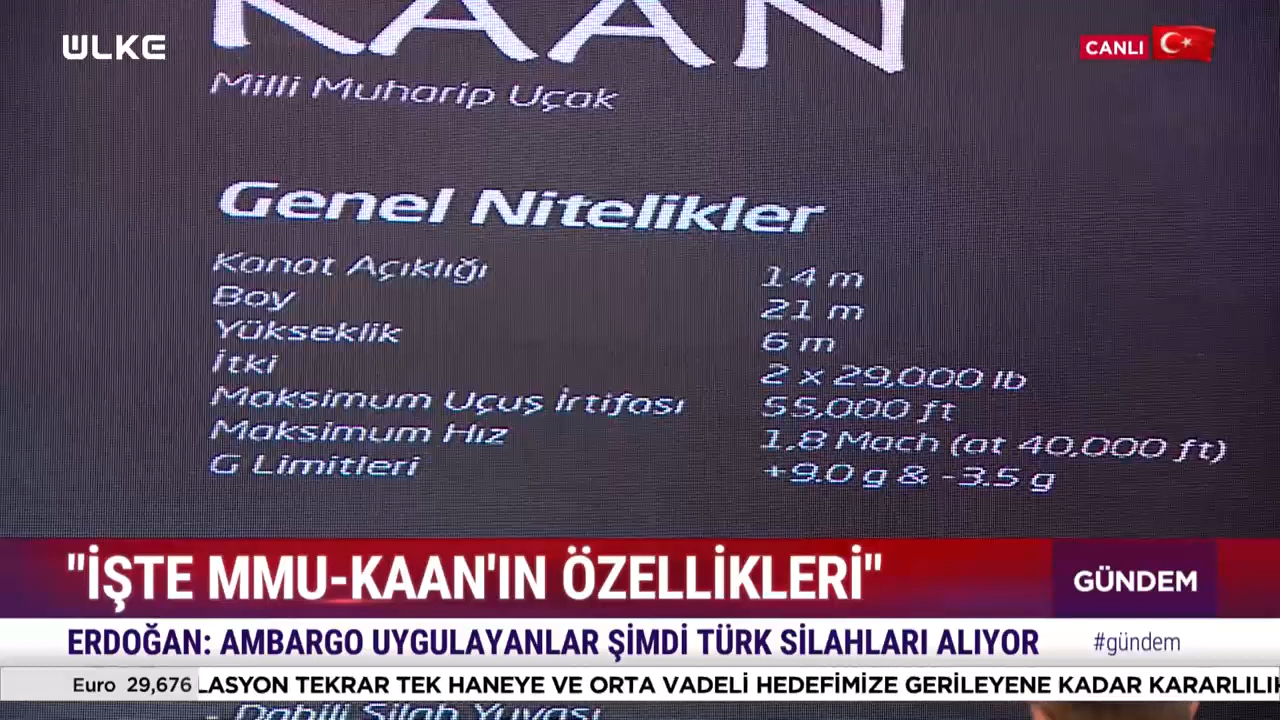 ÜLKE
CANLI
KAAN
Milli Muharip Uçak
Genel Nitelikler
Kanat Açıklığı 14 m
Boy 21 m
Yükseklik 6 m
İtki 2 x 29,000 lb
Maksimum Uçuş İrtifası 55,000 ft
Maksimum Hız 1,8 Mach (at 40,000 ft)
G Limitleri +9.0 g & -3.5 g
"İŞTE MMU-KAAN'IN ÖZELLİKLERİ"
GÜNDEM
ERDOĞAN: AMBARGO UYGULAYANLAR ŞİMDİ TÜRK SİLAHLARI ALIYOR
#gündem
Euro 29,676 LASYON TEKRAR TEK HANEYE VE ORTA VADELİ HEDEFİMİZE GERİLEYENE KADAR KARARLILIK
- Dahili Silah Yuvası